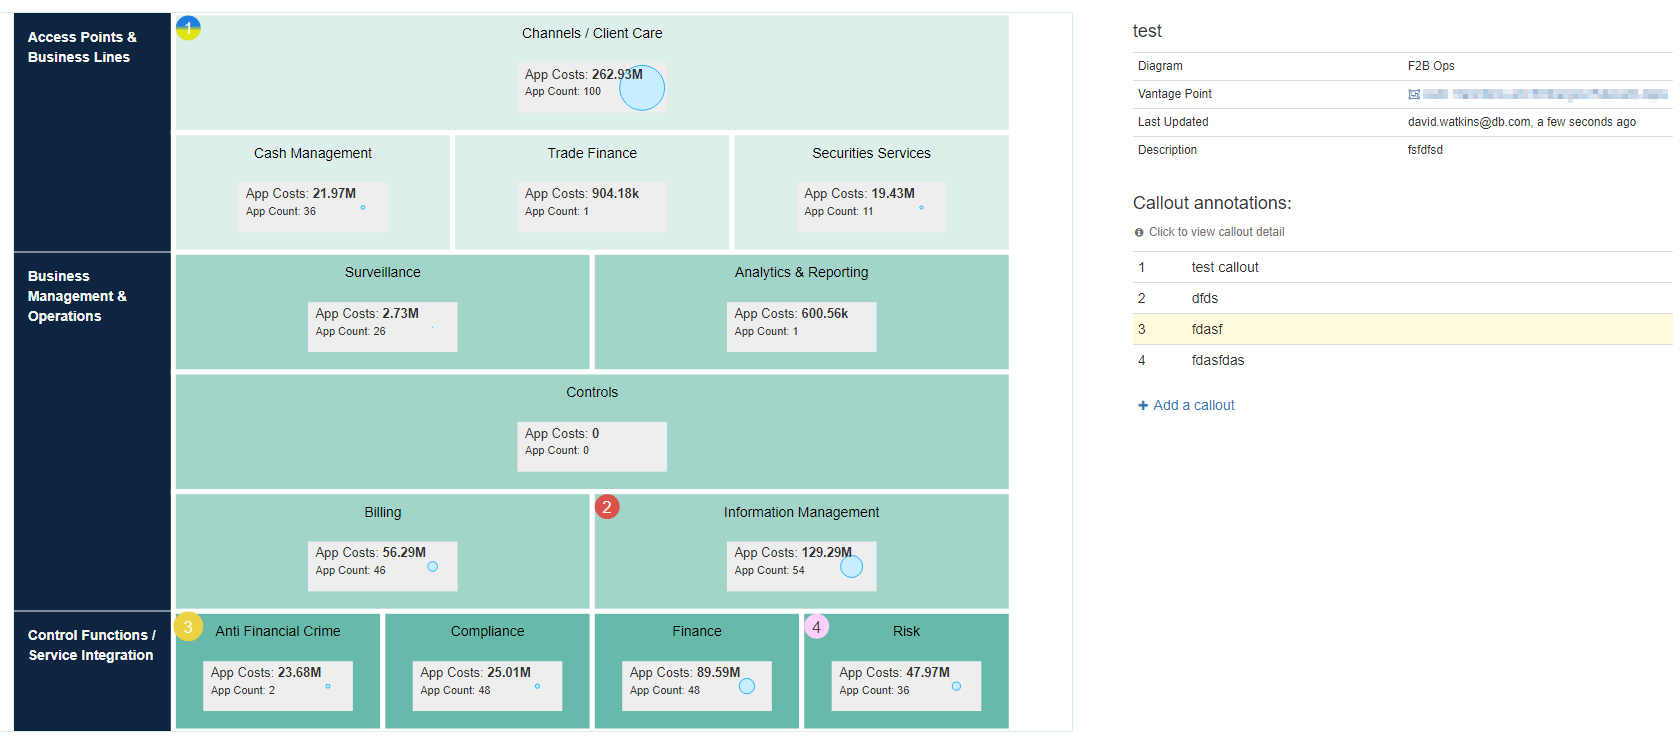 Access Points &
Business Lines
1
Channels / Client Care
App Costs: 262.93M
App Count: 100
Cash Management
App Costs: 21.97M
App Count: 36
Trade Finance
App Costs: 904.18k
App Count: 1
Securities Services
App Costs: 19.43M
App Count: 11
Business
Management &
Operations
Surveillance
App Costs: 2.73M
App Count: 26
Analytics & Reporting
App Costs: 600.56k
App Count: 1
Controls
App Costs: 0
App Count: 0
Billing
App Costs: 56.29M
App Count: 46
2
Information Management
App Costs: 129.29M
App Count: 54
Control Functions /
Service Integration
3
Anti Financial Crime
App Costs: 23.68M
App Count: 2
Compliance
App Costs: 25.01M
App Count: 48
Finance
App Costs: 89.59M
App Count: 48
4
Risk
App Costs: 47.97M
App Count: 36
test
Diagram F2B Ops
Vantage Point
Last Updated david.watkins@db.com, a few seconds ago
Description fsfdfsd
Callout annotations:
Click to view callout detail
1 test callout
2 dfds
3 fdasf
4 fdasfdas
+ Add a callout